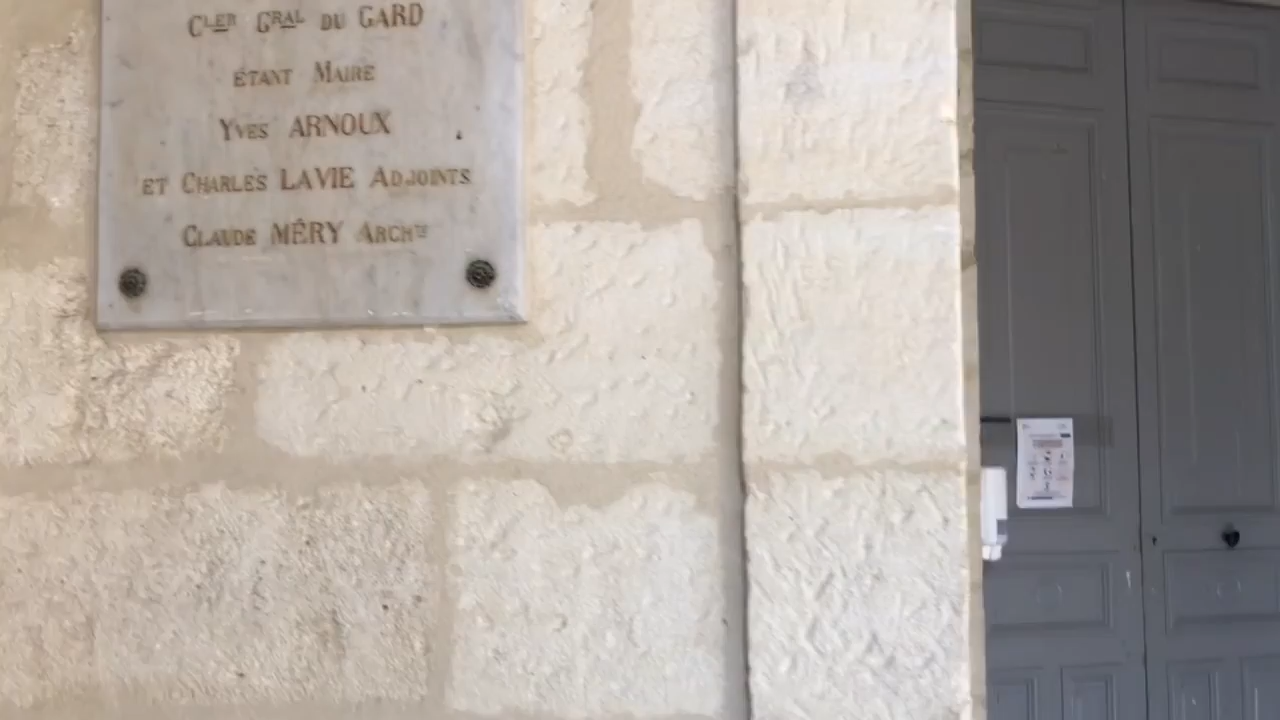 CLER GRAL DU GARD
ÉTANT MAIRE
YVES ARNOUX
ET CHARLES LAVIE ADJOINTS
CLAUDE MÉRY ARCHTE